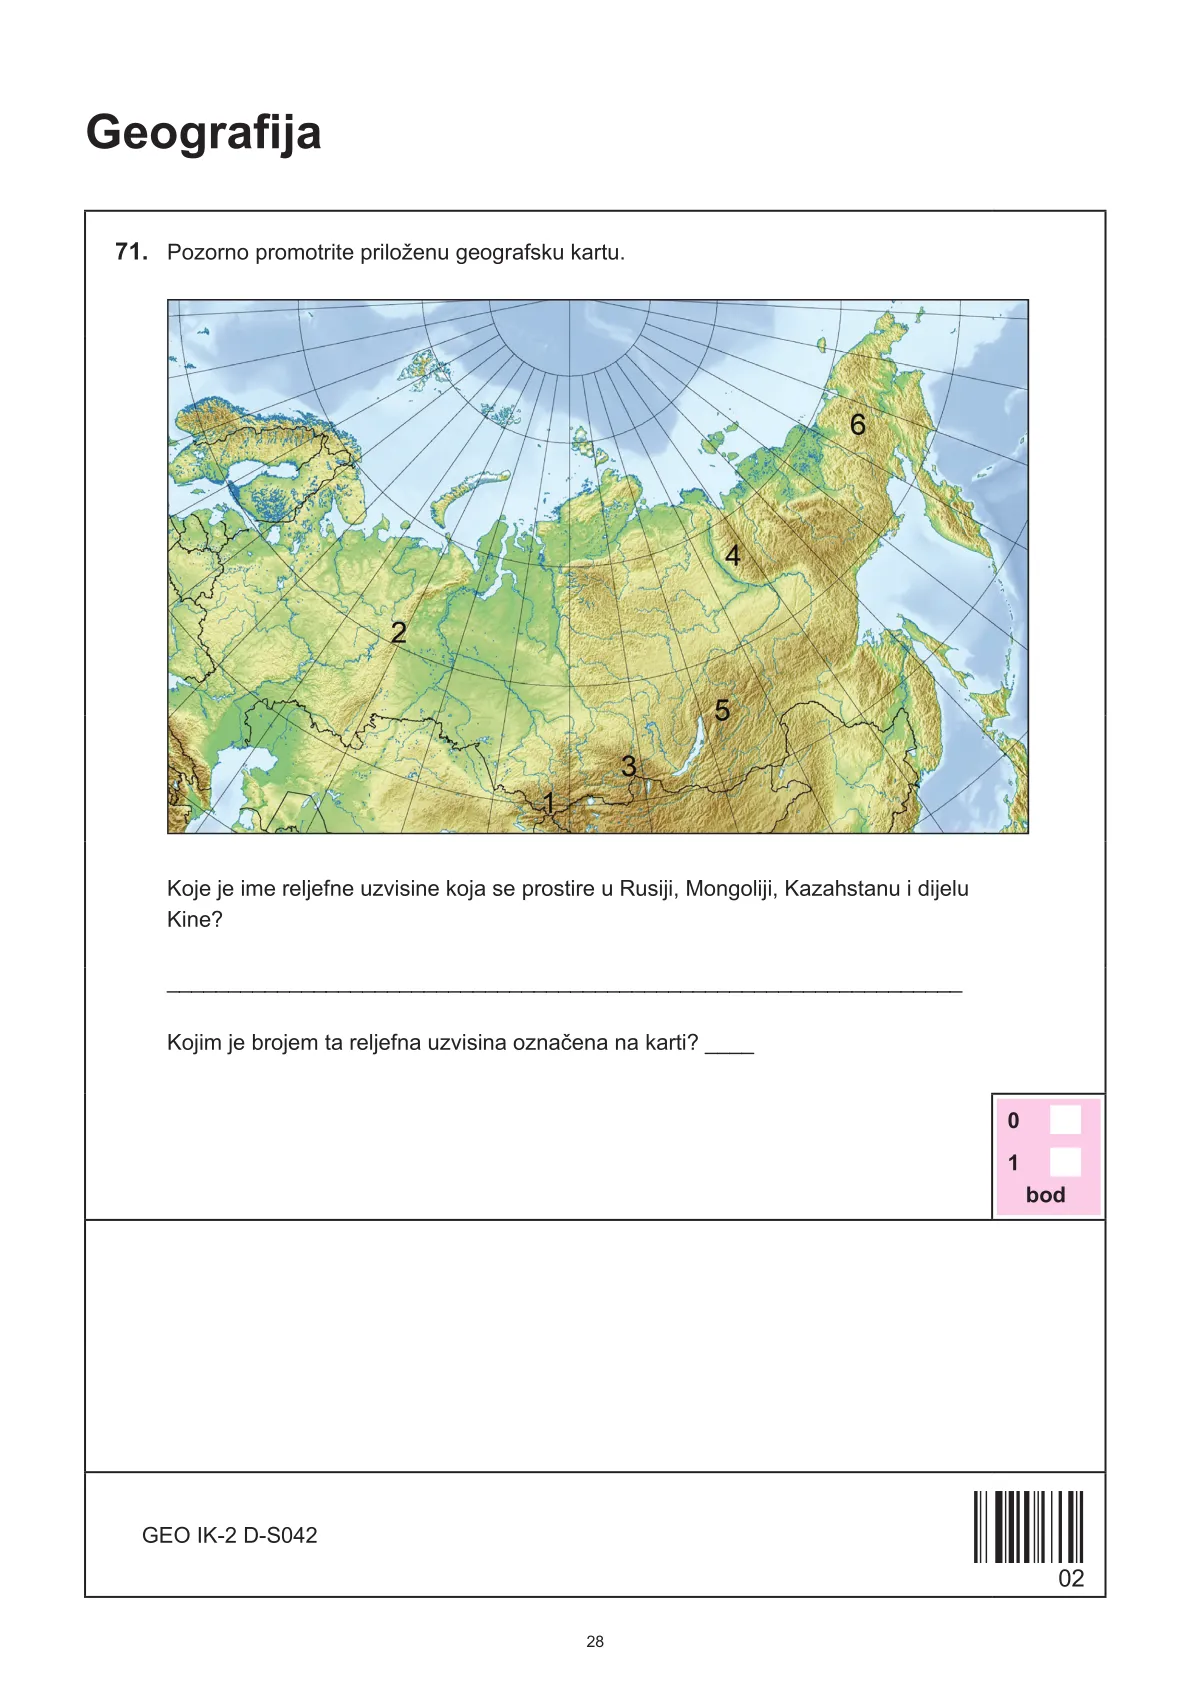 Geografija
71. Pozorno promotrite priloženu geografsku kartu.
6
4
2
5
3
1
Koje je ime reljefne uzvisine koja se prostire u Rusiji, Mongoliji, Kazahstanu i dijelu
Kine?
Kojim je brojem ta reljefna uzvisina označena na karti? ____
0
1
bod
GEO IK-2 D-S042
02
28